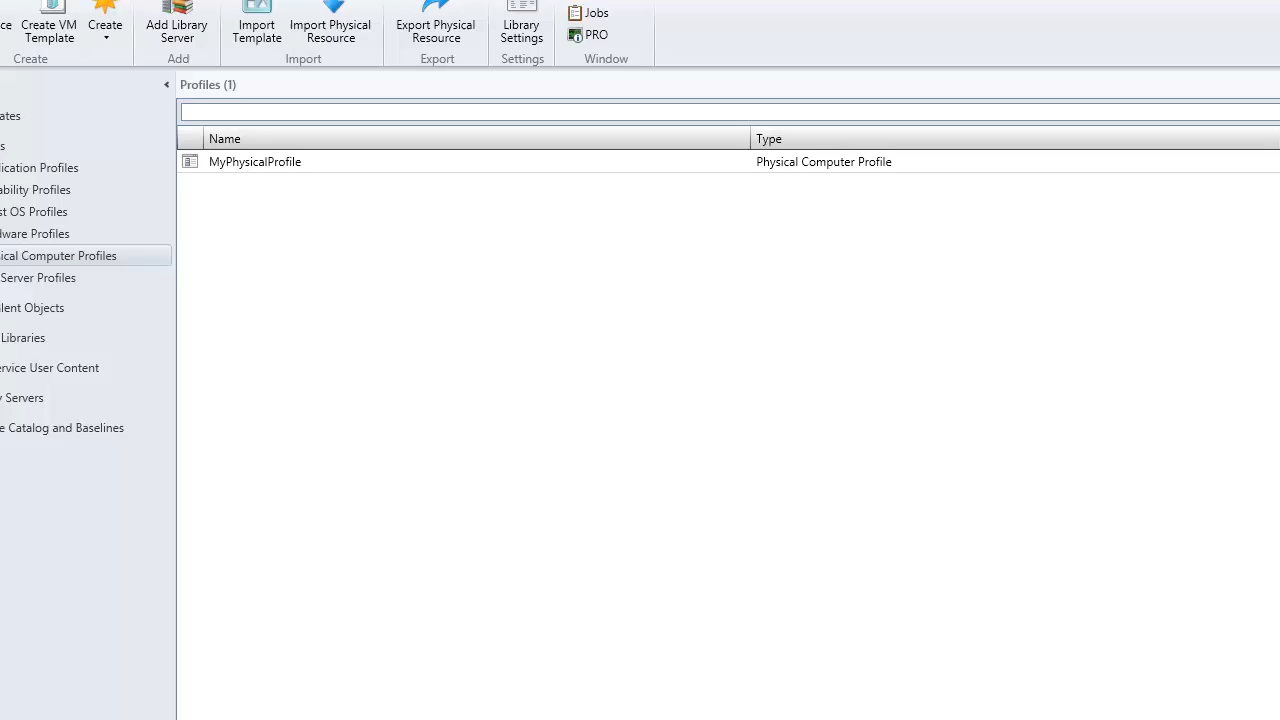 ce Create VM Template Create Add Library Server Import Template Import Physical Resource Export Physical Resource Library Settings Jobs
PRO
Create Add Import Export Settings Window
Profiles (1)
Name Type
MyPhysicalProfile Physical Computer Profile
ates
s
lication Profiles
ability Profiles
st OS Profiles
dware Profiles
ical Computer Profiles
Server Profiles
alent Objects
Libraries
ervice User Content
y Servers
e Catalog and Baselines